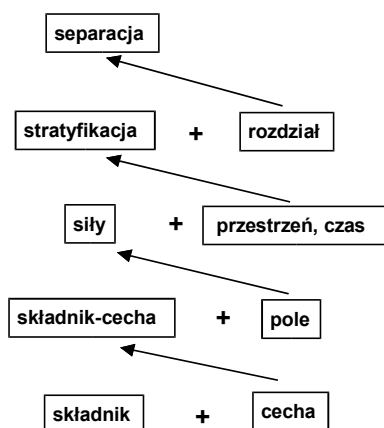 separacja
stratyfikacja + rozdział
siły + przestrzeń, czas
składnik-cecha + pole
składnik + cecha